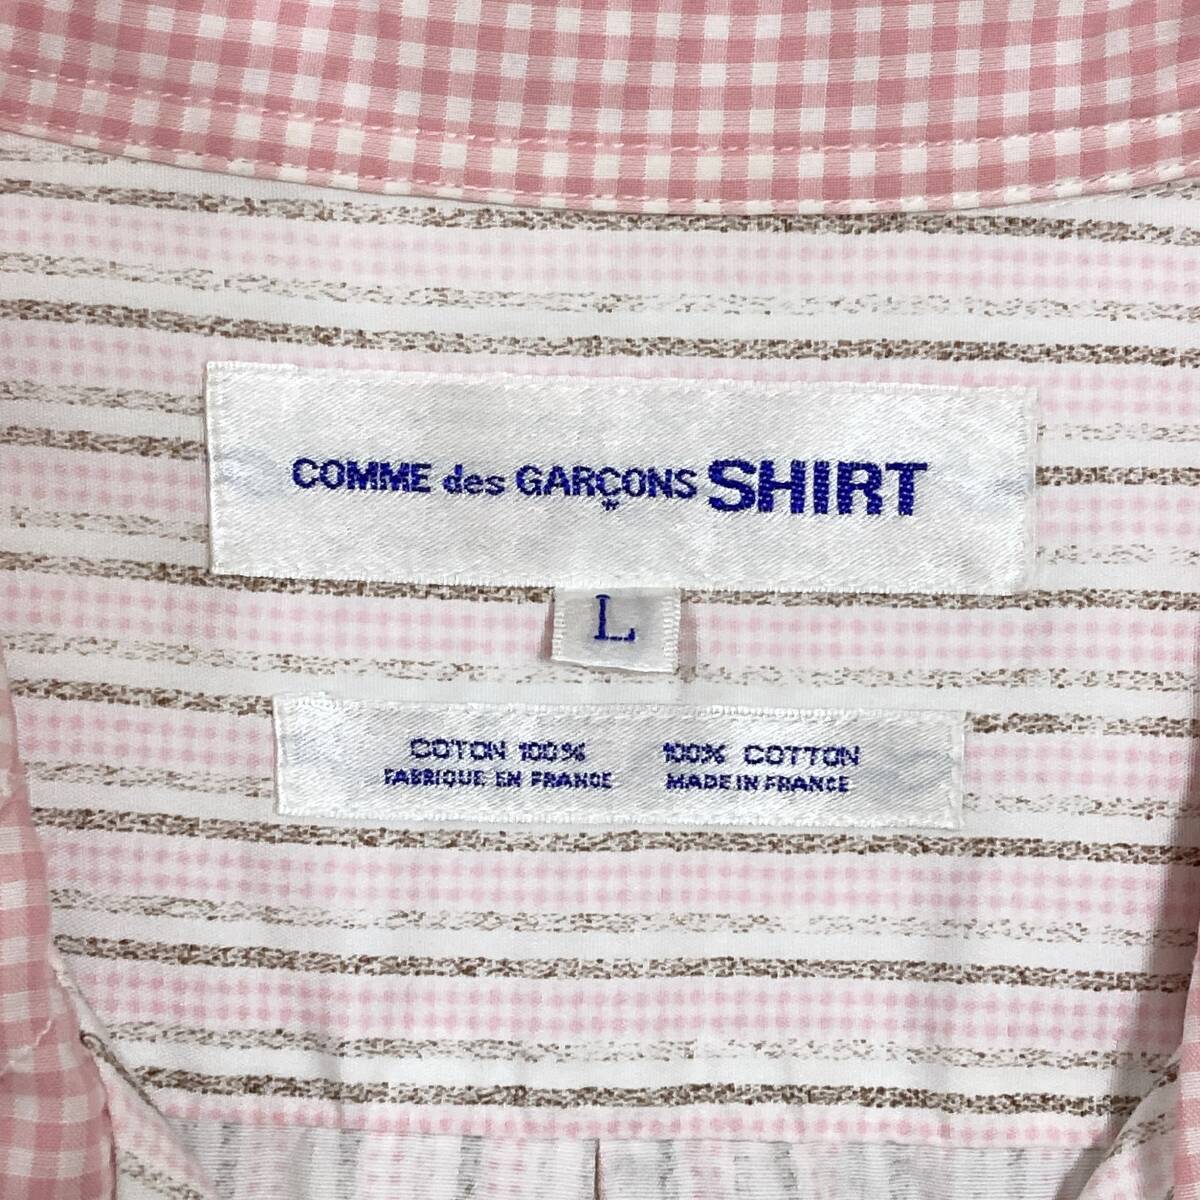 COMME des GARÇONS SHIRT
L
COTON 100% 100% COTTON
FABRIQUE EN FRANCE MADE IN FRANCE